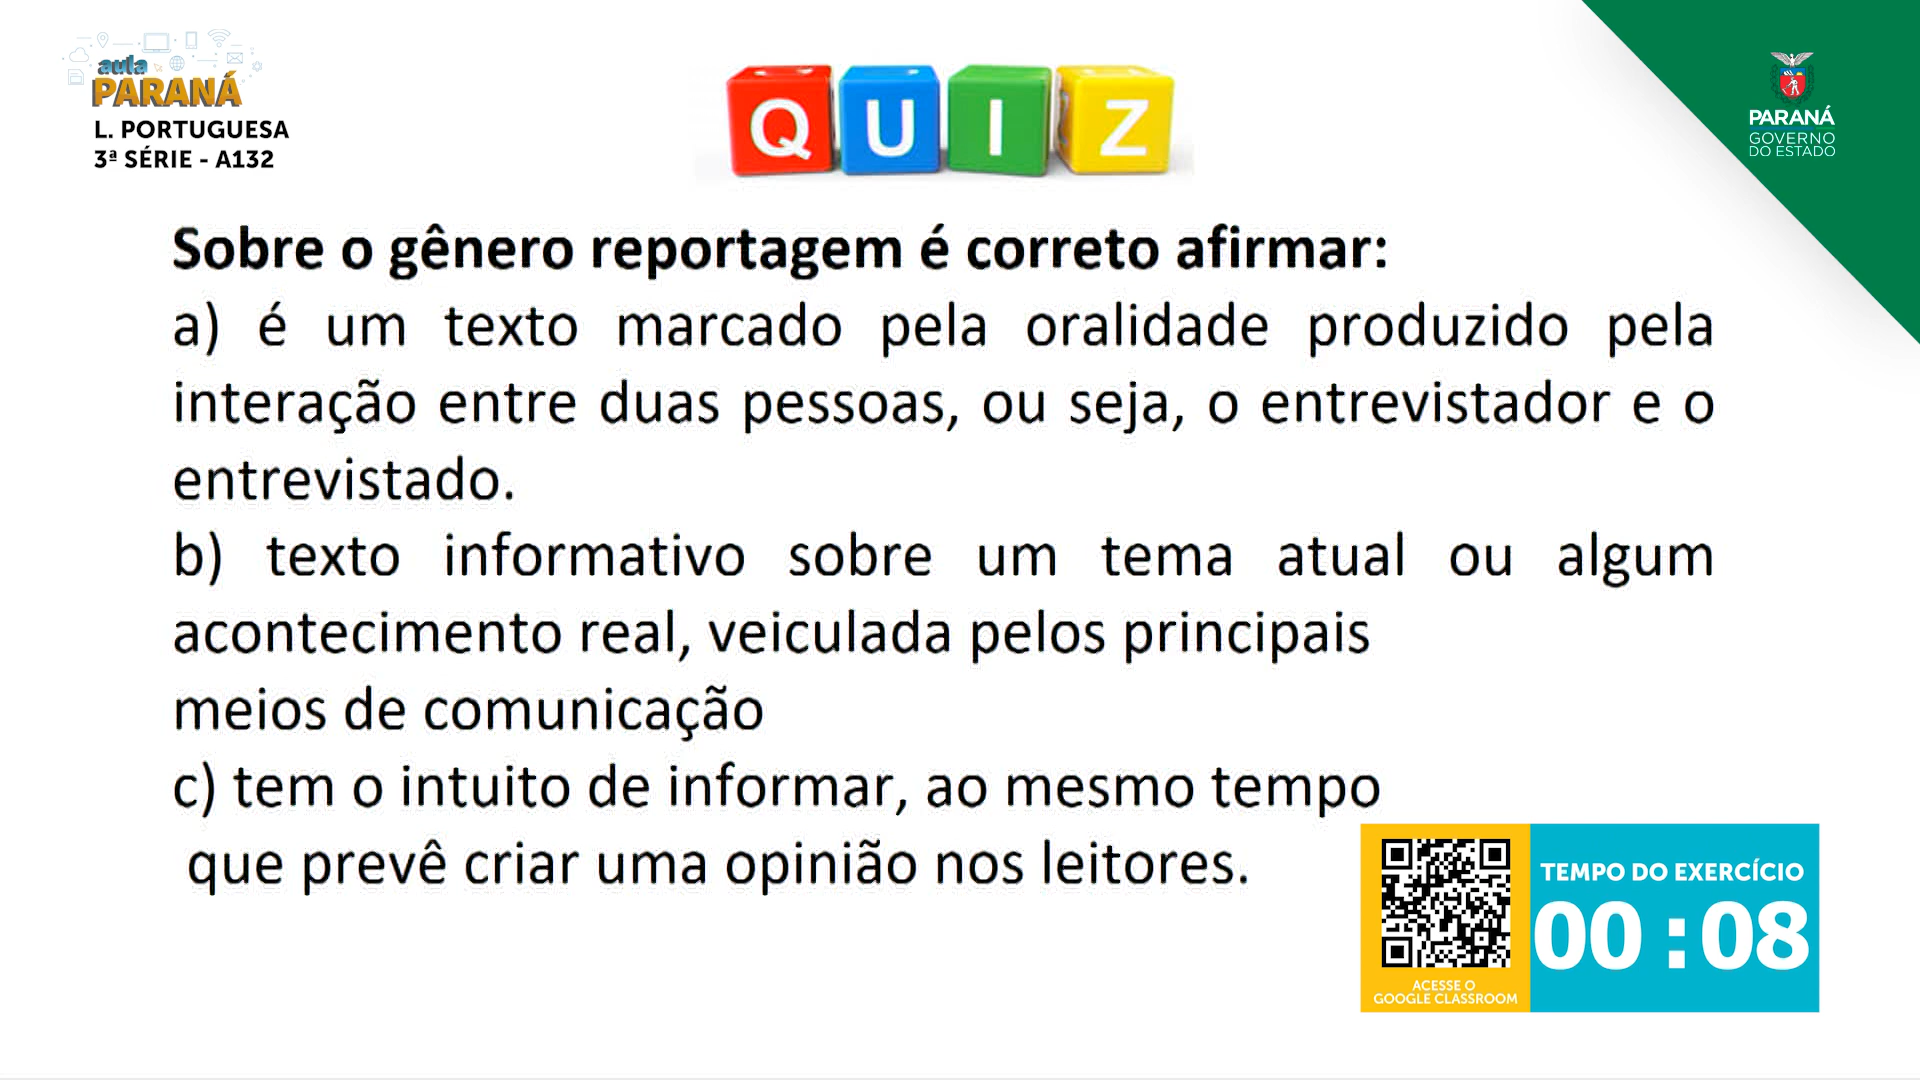 aula
PARANÁ
L. PORTUGUESA
3ª SÉRIE - A132
QUIZ
PARANÁ
GOVERNO
DO ESTADO
Sobre o gênero reportagem é correto afirmar:
a) é um texto marcado pela oralidade produzido pela
interação entre duas pessoas, ou seja, o entrevistador e o
entrevistado.
b) texto informativo sobre um tema atual ou algum
acontecimento real, veiculada pelos principais
meios de comunicação
c) tem o intuito de informar, ao mesmo tempo
que prevê criar uma opinião nos leitores.
ACESSE O
GOOGLE CLASSROOM
TEMPO DO EXERCÍCIO
00:08